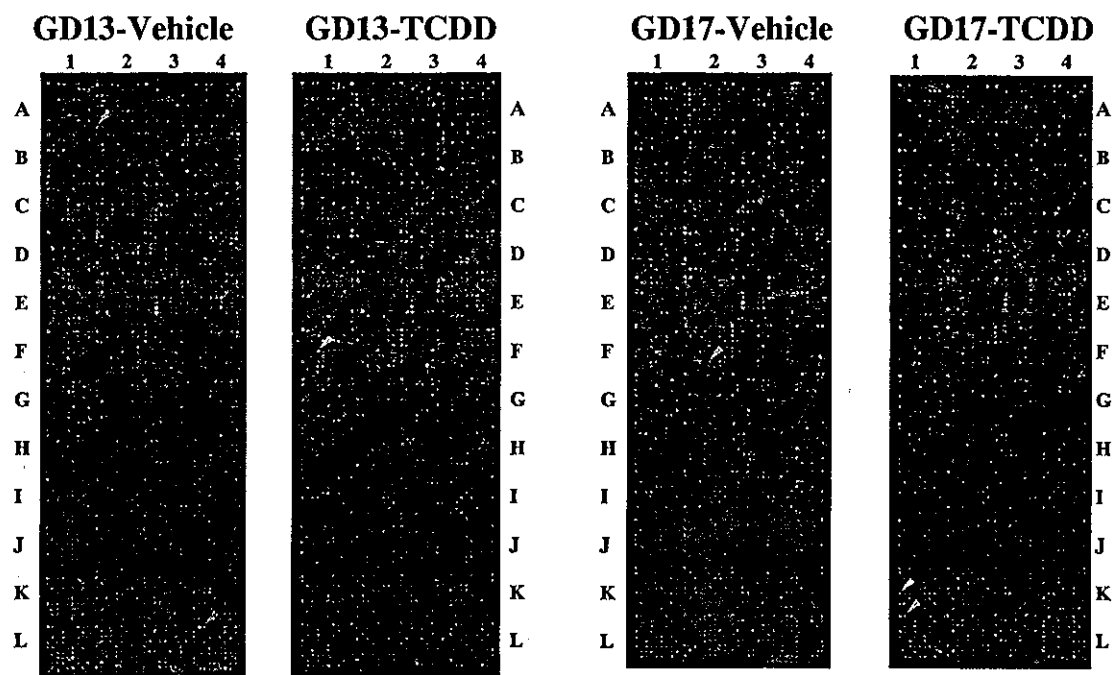 GD13-Vehicle GD13-TCDD GD17-Vehicle GD17-TCDD
1 2 3 4 1 2 3 4 1 2 3 4 1 2 3 4
A A A A
B B B B
C C C C
D D D D
E E E E
F F F F
G G G G
H H H H
I I I I
J J J J
K K K K
L L L L